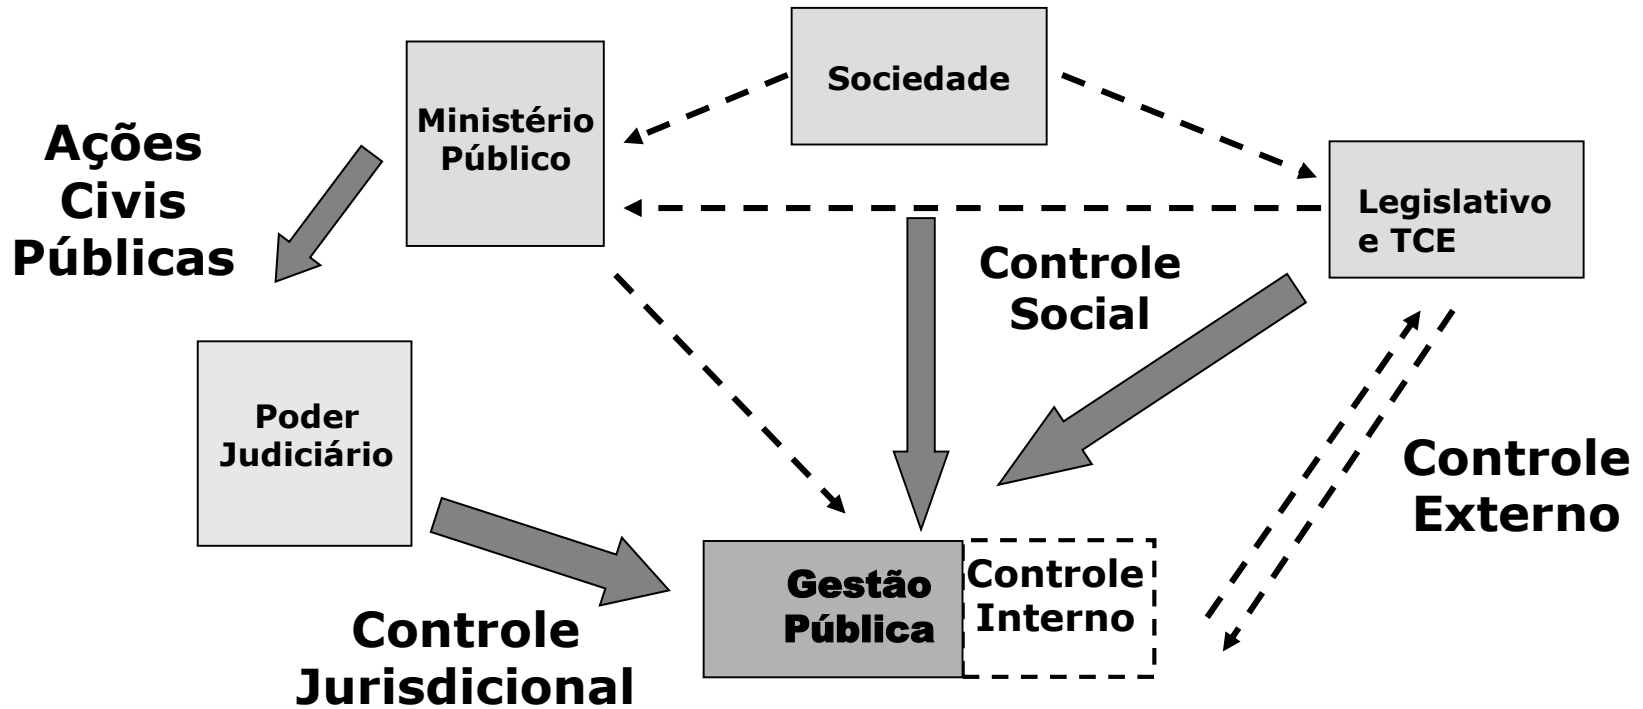 Sociedade
Ministério
Público
Ações
Civis
Públicas
Legislativo
e TCE
Controle
Social
Poder
Judiciário
Controle
Externo
Gestão
Pública
Controle
Interno
Controle
Jurisdicional